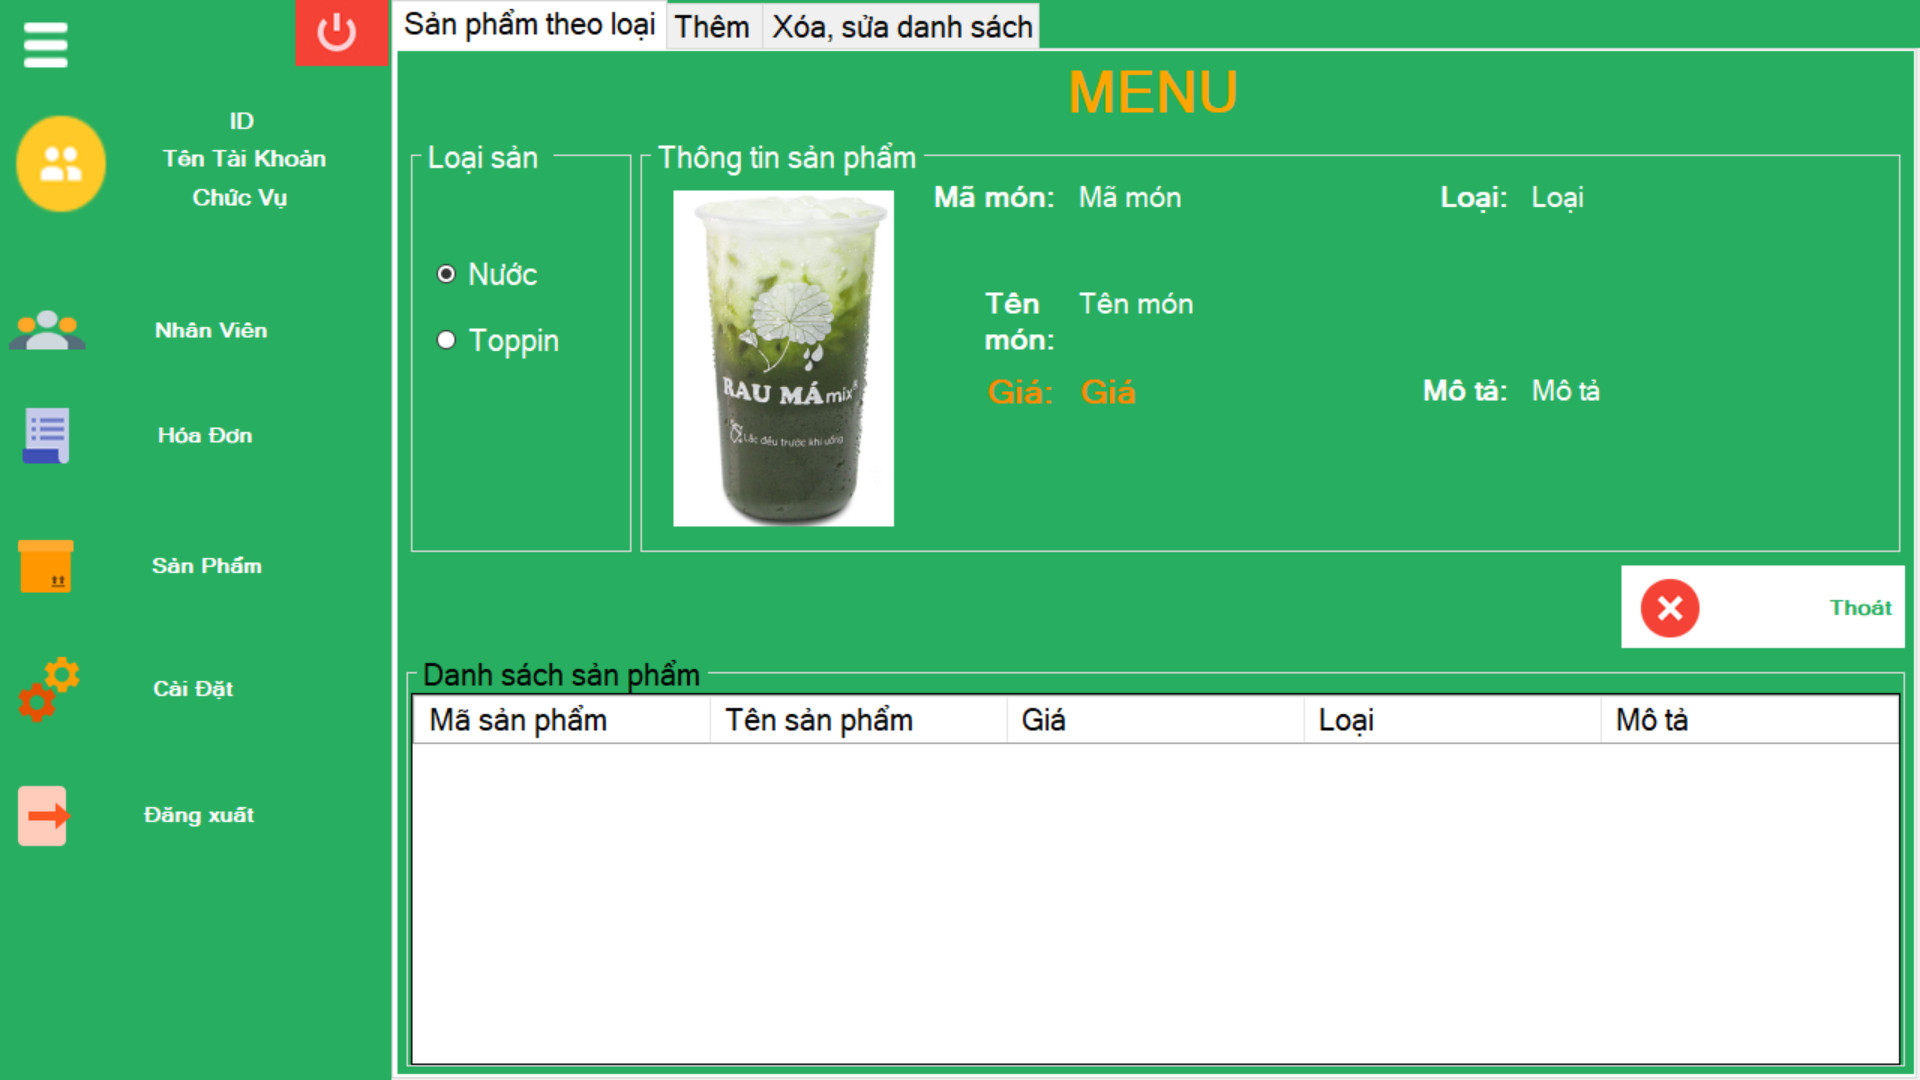 Sản phẩm theo loại
Thêm
Xóa, sửa danh sách
ID
Tên Tài Khoản
Chức Vụ
Nhân Viên
Hóa Đơn
Sản Phẩm
Cài Đặt
Đăng xuất
MENU
Loại sản
Nước
Toppin
Thông tin sản phẩm
RAU MÁ mix®
Lắc đều trước khi uống
Mã món: Mã món
Loại: Loại
Tên món: Tên món
Giá: Giá
Mô tả: Mô tả
Thoát
Danh sách sản phẩm
Mã sản phẩm Tên sản phẩm Giá Loại Mô tả